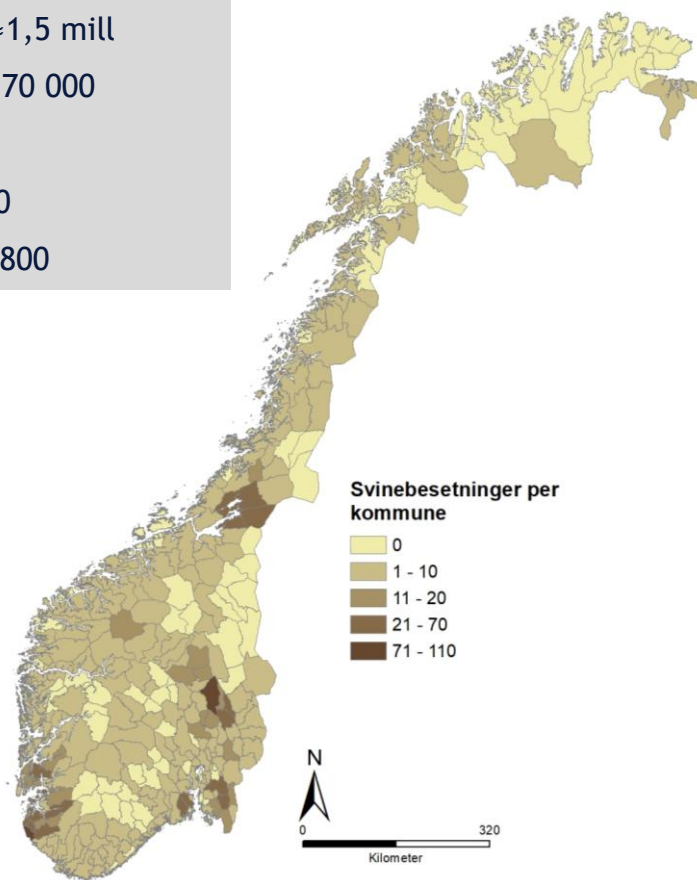 ≈1,5 mill
70 000
0
800
Svinebesetninger per
kommune
0
1 - 10
11 - 20
21 - 70
71 - 110
N
0 320
Kilometer